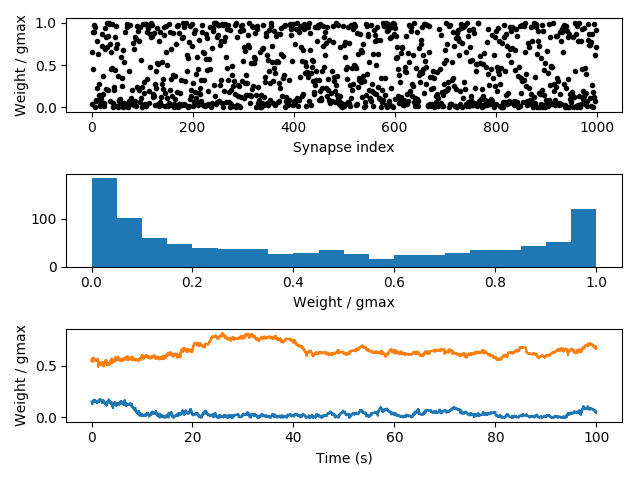 Weight / gmax
1.0
0.5
0.0
0 200 400 600 800 1000
Synapse index
100
0
0.0 0.2 0.4 0.6 0.8 1.0
Weight / gmax
Weight / gmax
0.5
0.0
0 20 40 60 80 100
Time (s)